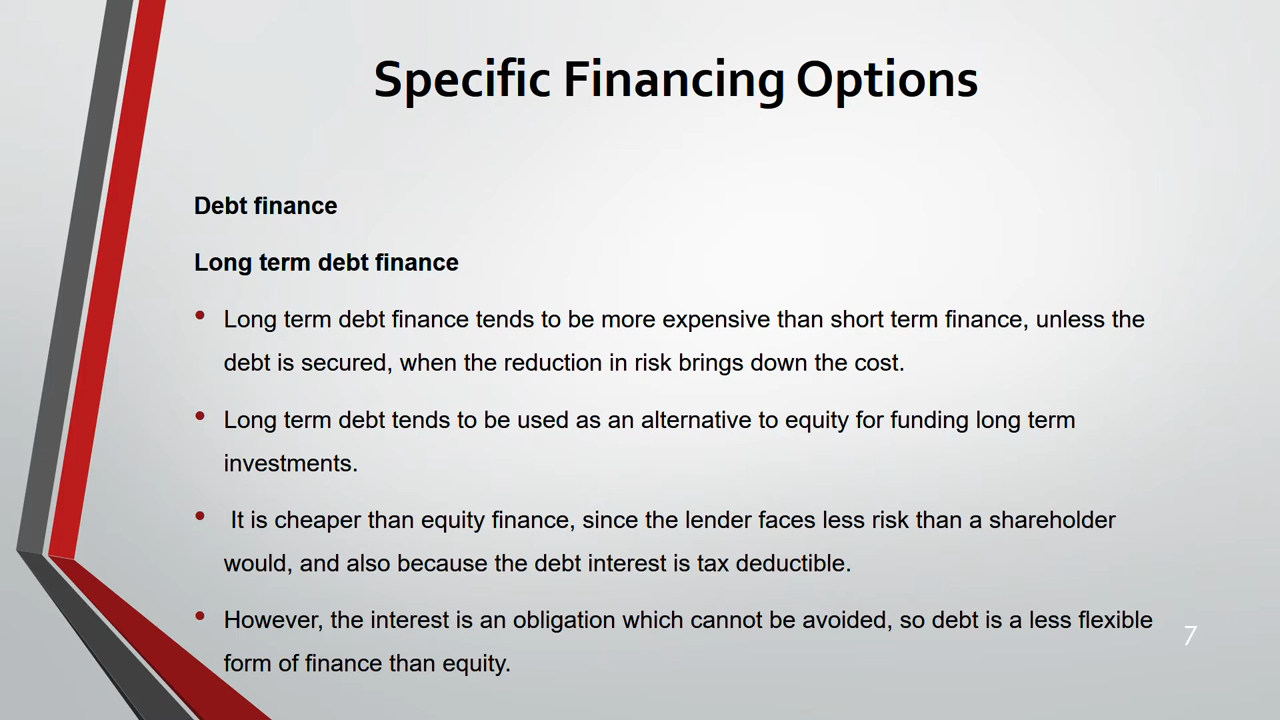 Specific Financing Options
Debt finance
Long term debt finance
• Long term debt finance tends to be more expensive than short term finance, unless the
debt is secured, when the reduction in risk brings down the cost.
• Long term debt tends to be used as an alternative to equity for funding long term
investments.
• It is cheaper than equity finance, since the lender faces less risk than a shareholder
would, and also because the debt interest is tax deductible.
• However, the interest is an obligation which cannot be avoided, so debt is a less flexible
form of finance than equity.
7